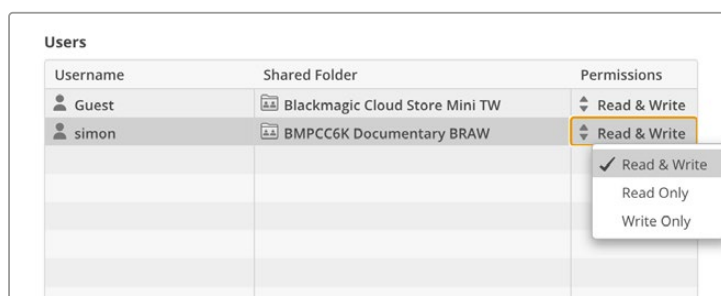 Users
Username Shared Folder Permissions
Guest Blackmagic Cloud Store Mini TW Read & Write
simon BMPCC6K Documentary BRAW Read & Write
Read & Write
Read Only
Write Only